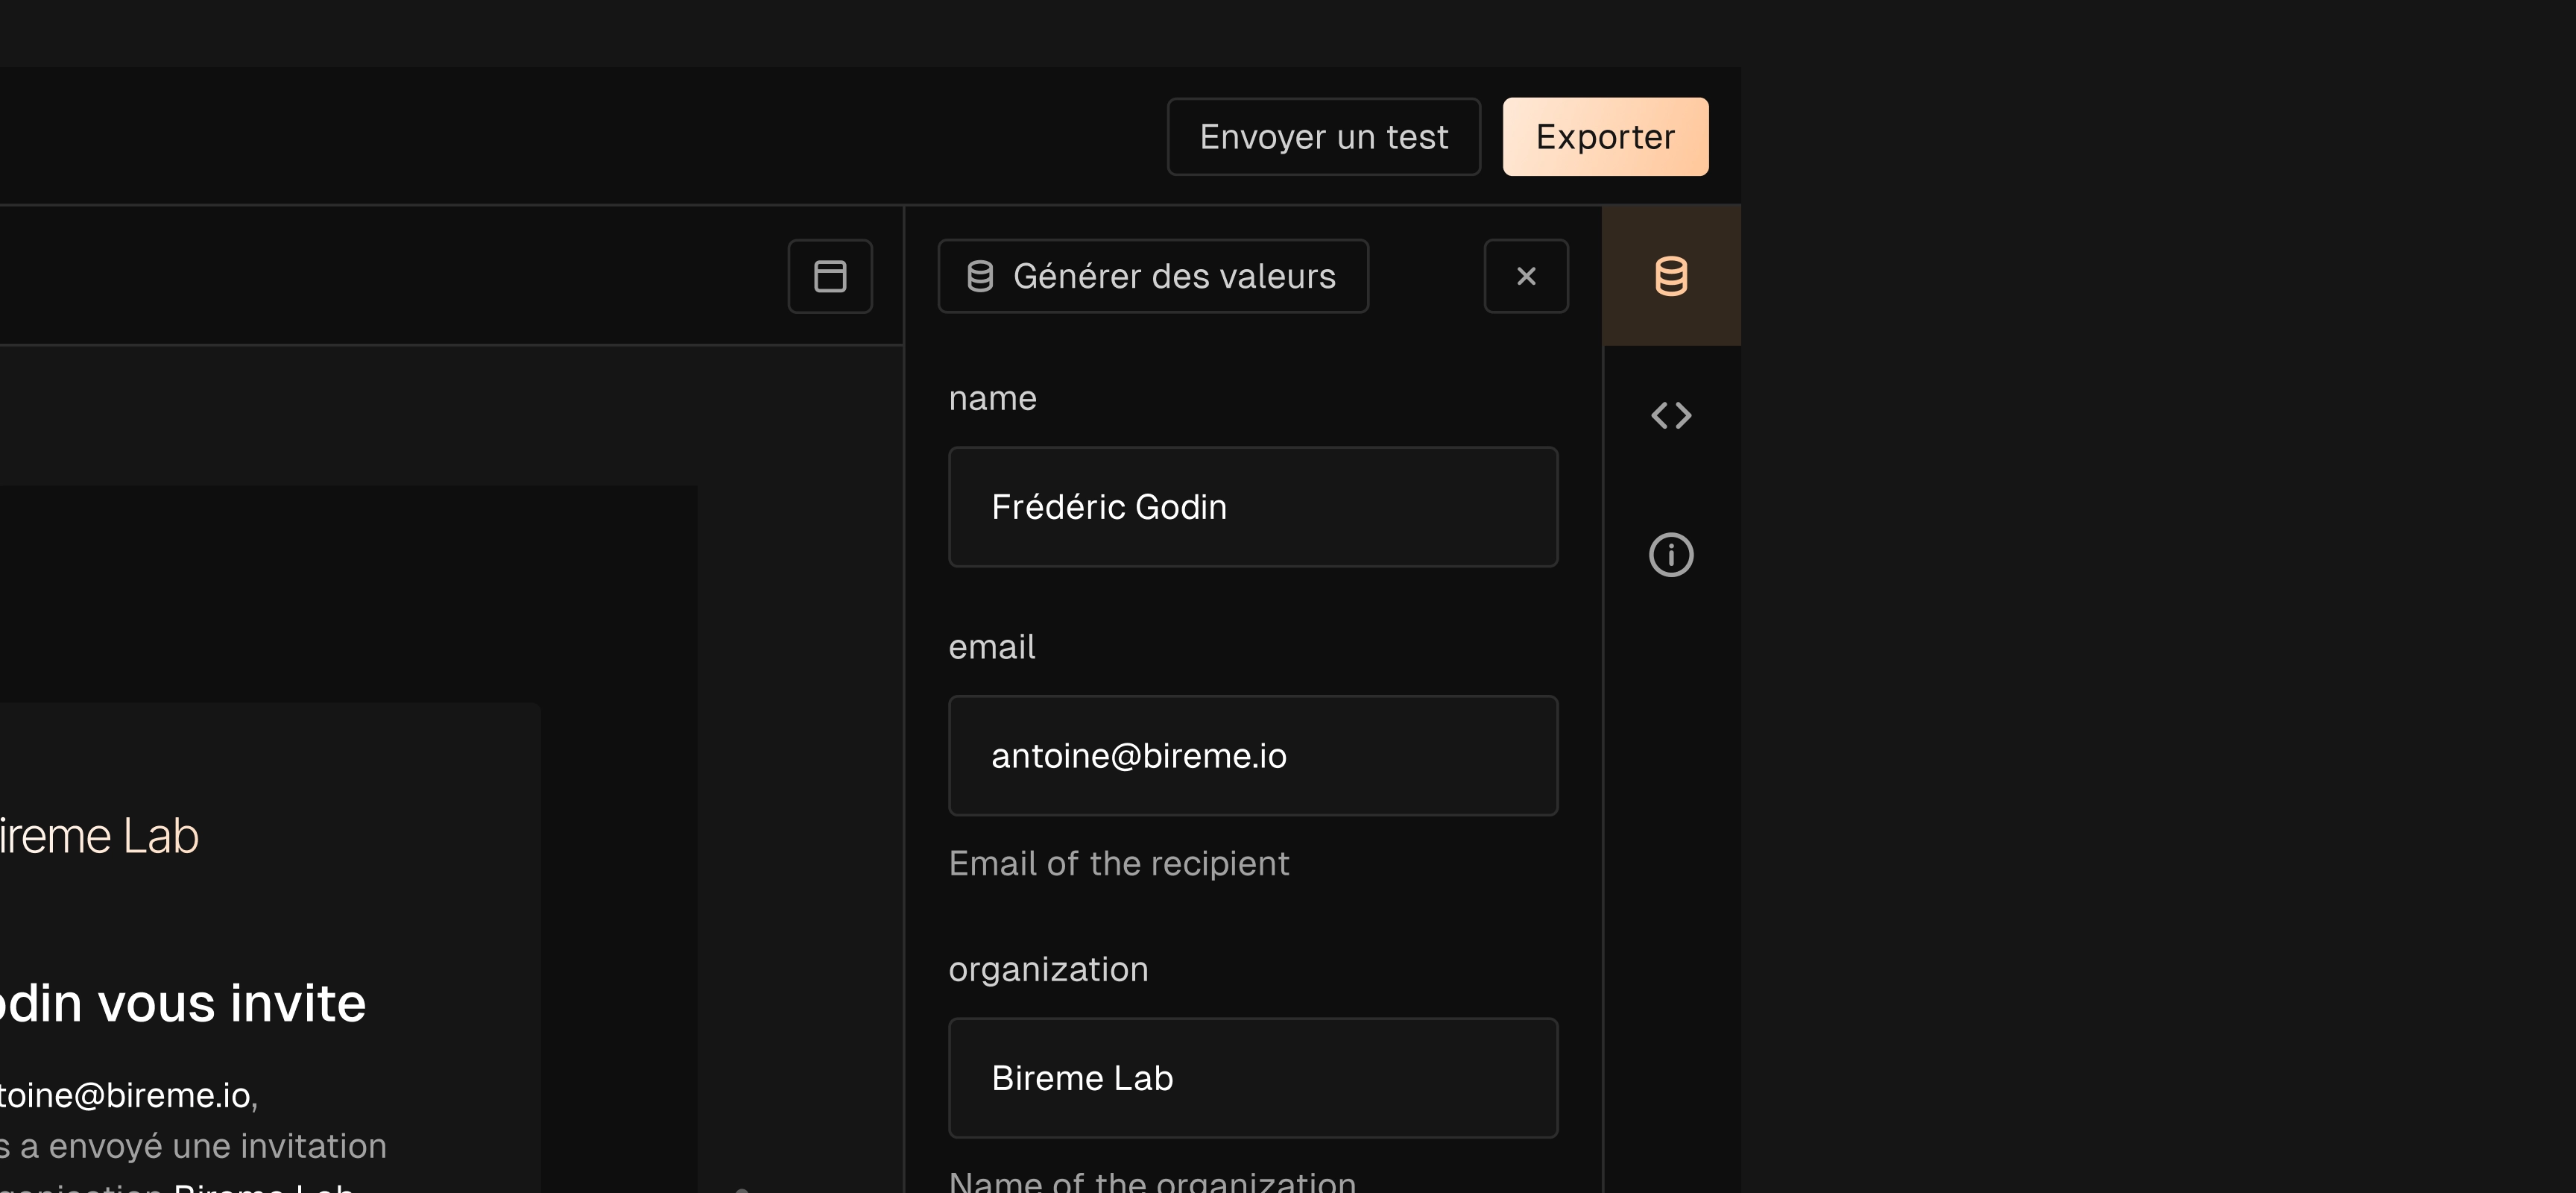 Envoyer un test
Exporter
Générer des valeurs
name
Frédéric Godin
email
antoine@bireme.io
Email of the recipient
organization
Bireme Lab
Name of the organization
ireme Lab
odin vous invite
toine@bireme.io,
s a envoyé une invitation
Bireme Lab